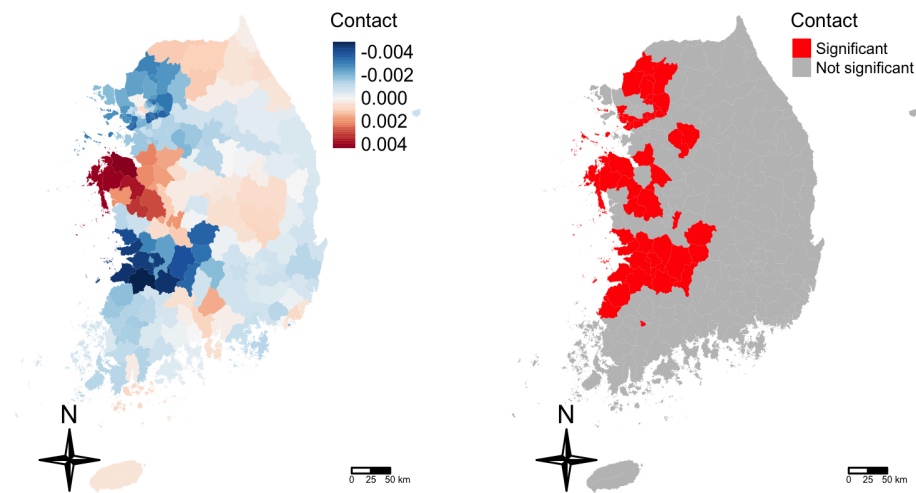 Contact
-0.004
-0.002
0.000
0.002
0.004
N
0 25 50 km
Contact
Significant
Not significant
N
0 25 50 km